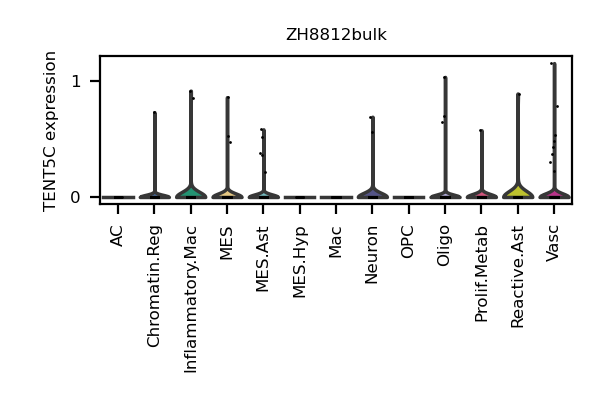 ZH8812bulk
TENT5C expression
1
0
AC
Chromatin.Reg
Inflammatory.Mac
MES
MES.Ast
MES.Hyp
Mac
Neuron
OPC
Oligo
Prolif.Metab
Reactive.Ast
Vasc